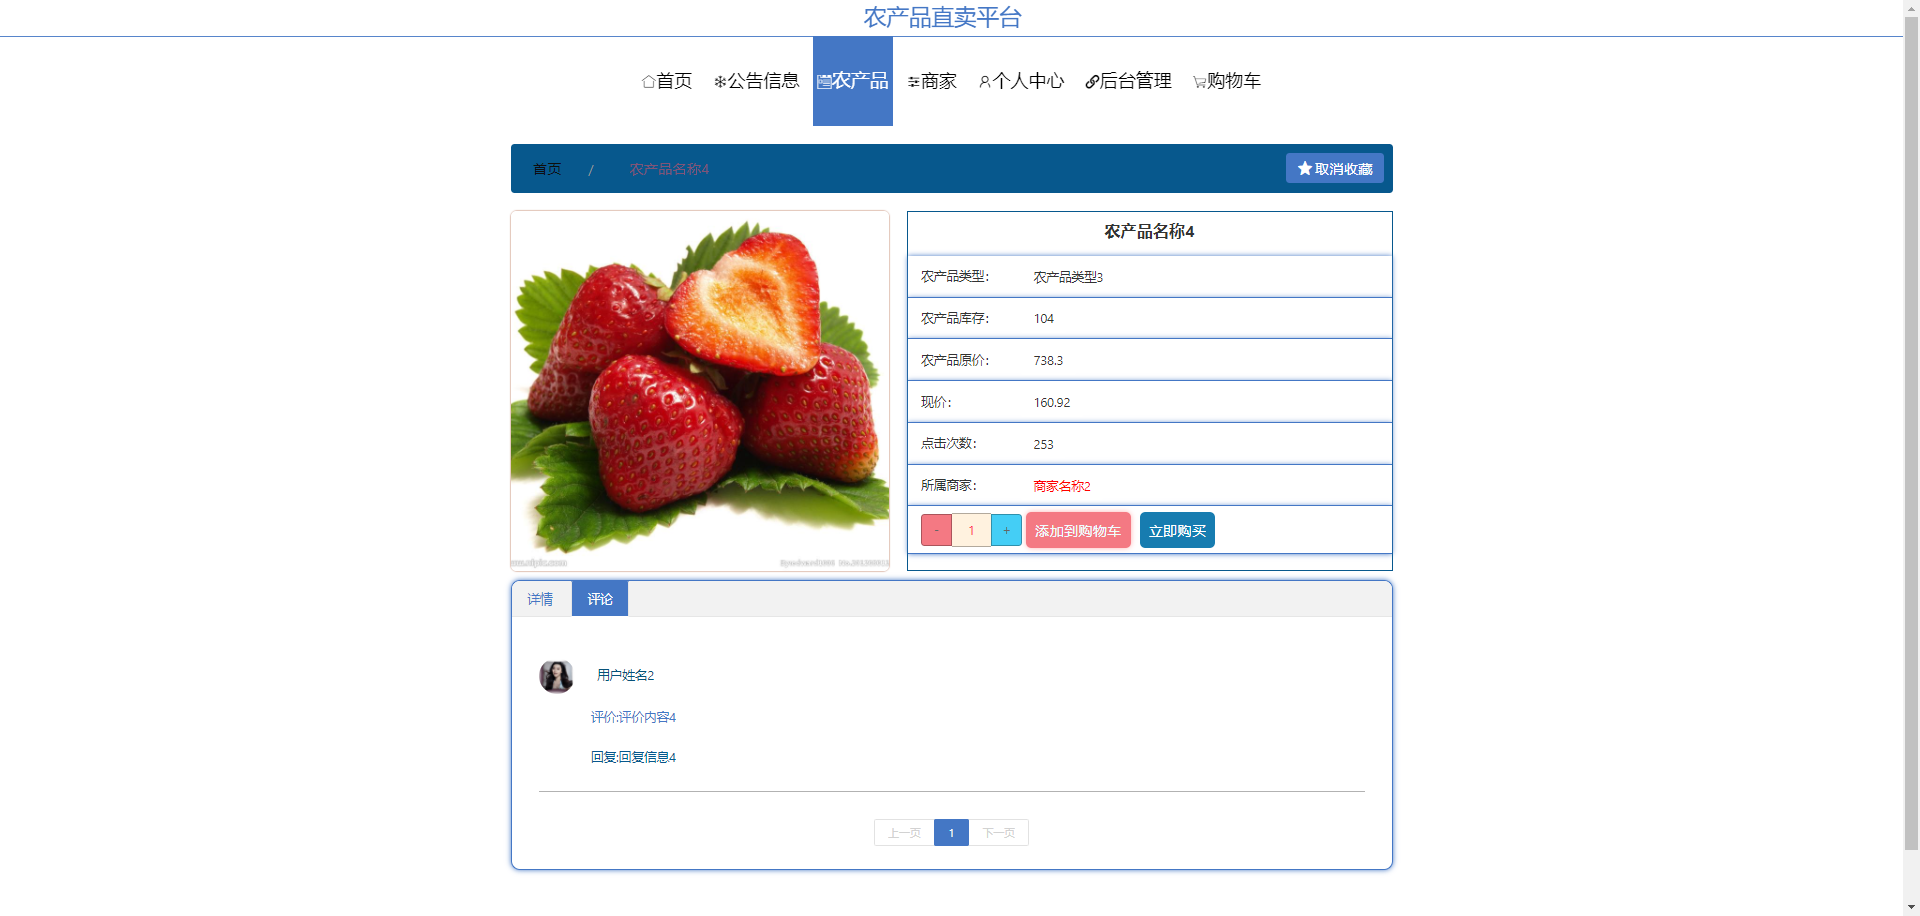 农产品直卖平台
首页 公告信息 农产品 商家 个人中心 后台管理 购物车
首页 / 农产品名称4 取消收藏
农产品名称4
农产品类型： 农产品类型3
农产品库存： 104
农产品原价： 738.3
现价： 160.92
点击次数： 253
所属商家： 商家名称2
- 1 + 添加到购物车 立即购买
详情 评论
用户姓名2
评价:评价内容4
回复:回复信息4
上一页 1 下一页